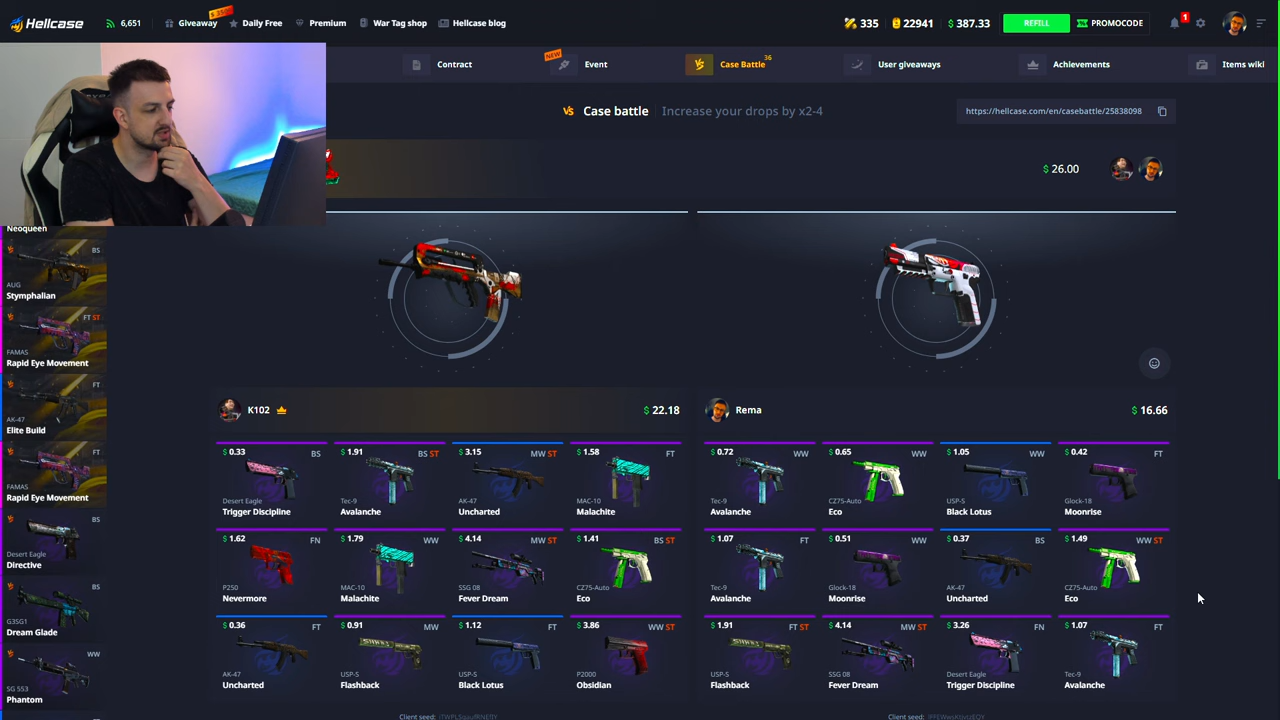 Hellcase
6,651
Giveaway
Daily Free
Premium
War Tag shop
Hellcase blog
335
22941
$ 387.33
REFILL
PROMOCODE
1
Contract
NEW
Event
Case Battle
36
User giveaways
Achievements
Items wiki
Case battle
Increase your drops by x2-4
https://hellcase.com/en/casebattle/25838098
$ 26.00
Neoqueen
BS
AUG
Stymphalian
FT ST
FAMAS
Rapid Eye Movement
FT
AK-47
Elite Build
FT ST
FAMAS
Rapid Eye Movement
BS
Desert Eagle
Directive
BS
G3SG1
Dream Glade
WW
SG 553
Phantom
K102
$ 22.18
Rema
$ 16.66
$ 0.33 BS
Desert Eagle
Trigger Discipline
$ 1.91 BS ST
Tec-9
Avalanche
$ 3.15 MW ST
AK-47
Uncharted
$ 1.58 FT
MAC-10
Malachite
$ 0.72 WW
Tec-9
Avalanche
$ 0.65 WW
CZ75-Auto
Eco
$ 1.05 WW
USP-S
Black Lotus
$ 0.42 FT
Glock-18
Moonrise
$ 1.62 FN
P250
Nevermore
$ 1.79 WW
MAC-10
Malachite
$ 4.14 MW ST
SSG 08
Fever Dream
$ 1.41 BS ST
CZ75-Auto
Eco
$ 1.07 FT
Tec-9
Avalanche
$ 0.51 WW
Glock-18
Moonrise
$ 0.37 BS
AK-47
Uncharted
$ 1.49 WW ST
CZ75-Auto
Eco
$ 0.36 FT
AK-47
Uncharted
$ 0.91 MW
USP-S
Flashback
$ 1.12 FT
USP-S
Black Lotus
$ 3.86 WW ST
P2000
Obsidian
$ 1.91 FT ST
USP-S
Flashback
$ 4.14 MW ST
SSG 08
Fever Dream
$ 3.26 FN
Desert Eagle
Trigger Discipline
$ 1.07 FT
Tec-9
Avalanche
Client seed:
Client seed: